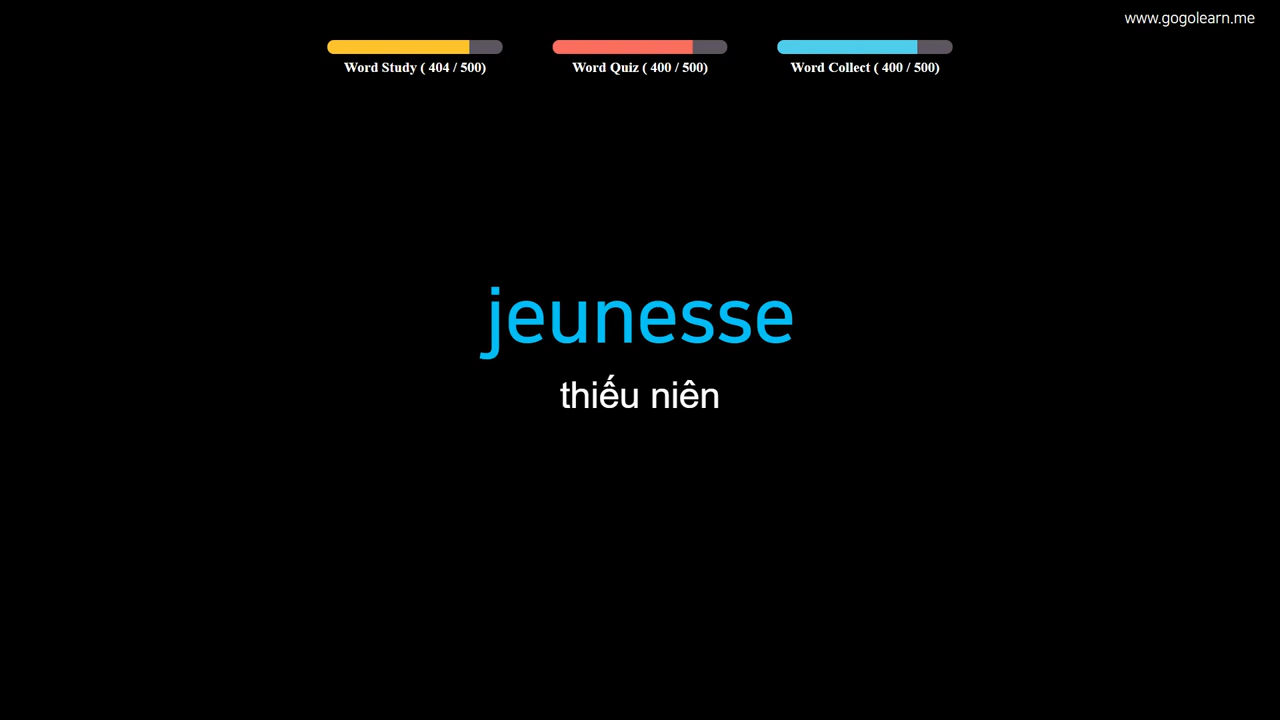 www.gogolearn.me
Word Study ( 404 / 500)
Word Quiz ( 400 / 500)
Word Collect ( 400 / 500)
jeunesse
thiếu niên